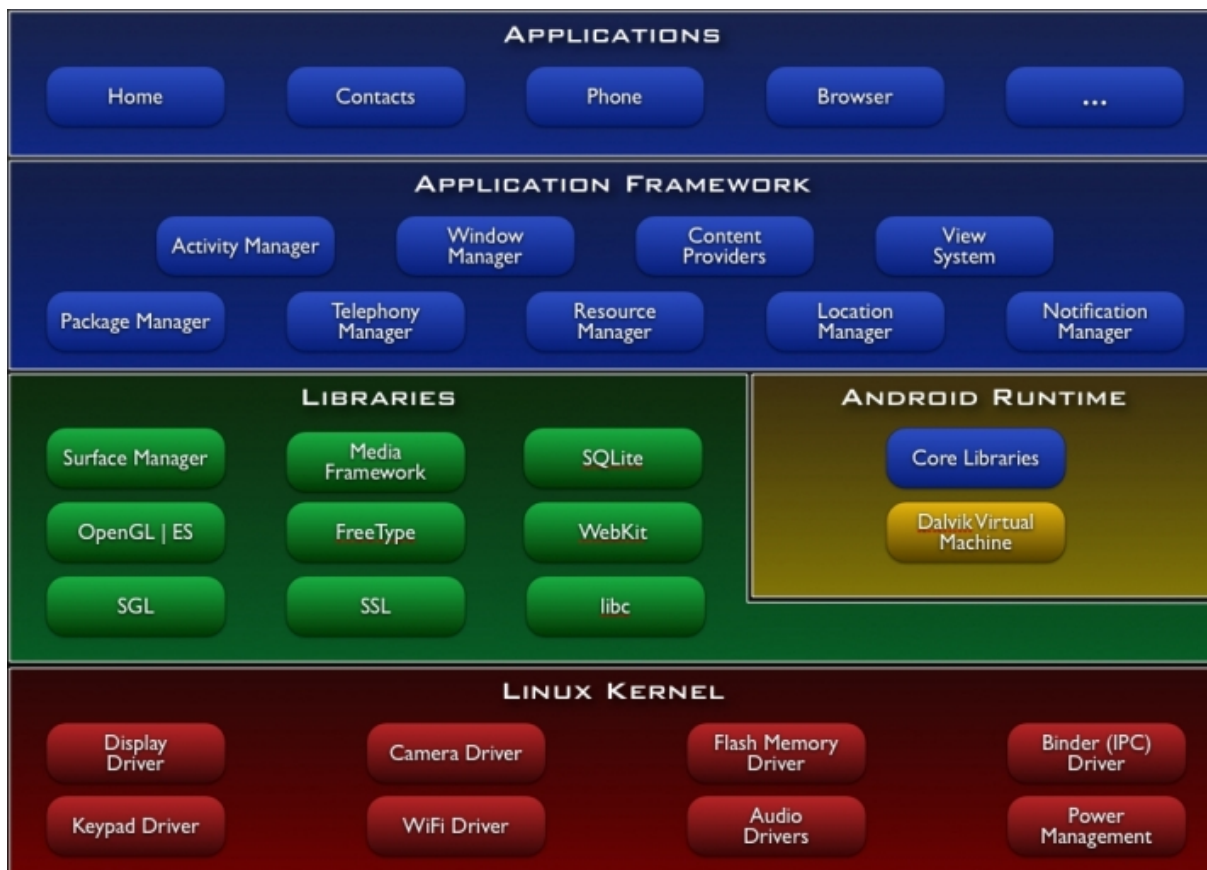 APPLICATIONS
Home
Contacts
Phone
Browser
...
APPLICATION FRAMEWORK
Activity Manager
Window
Manager
Content
Providers
View
System
Package Manager
Telephony
Manager
Resource
Manager
Location
Manager
Notification
Manager
LIBRARIES
Surface Manager
Media
Framework
SQLite
OpenGL | ES
FreeType
WebKit
SGL
SSL
libc
ANDROID RUNTIME
Core Libraries
Dalvik Virtual
Machine
LINUX KERNEL
Display
Driver
Camera Driver
Flash Memory
Driver
Binder (IPC)
Driver
Keypad Driver
WiFi Driver
Audio
Drivers
Power
Management